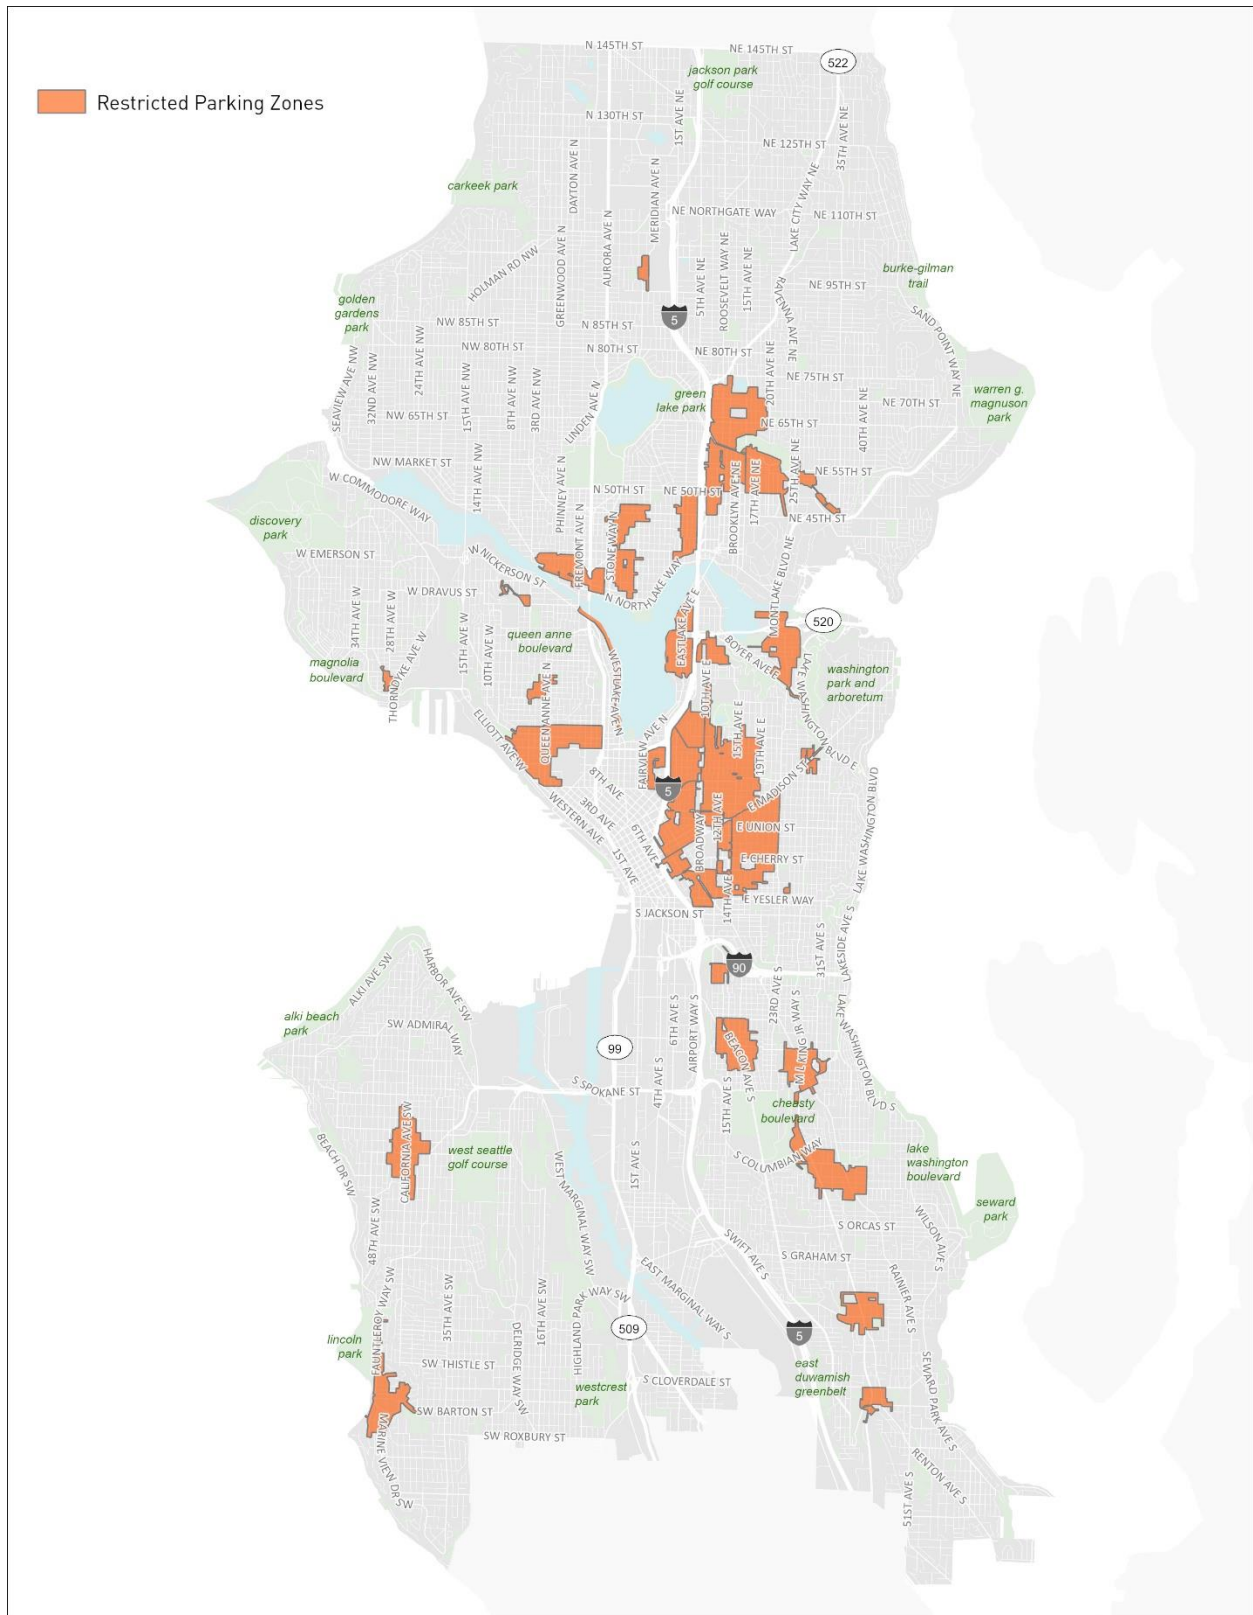 N 145TH ST
NE 145TH ST
522
jackson park
golf course
Restricted Parking Zones
N 130TH ST
1ST AVE NE
NE 125TH ST
35TH AVE NE
DAYTON AVE N
carkeek park
MERIDIAN AVE N
LAKE CITY WAY NE
NE NORTHGATE WAY
NE 110TH ST
AURORA AVE N
GREENWOOD AVE N
HOLMAN RD NW
5TH AVE NE
ROOSEVELT WAY NE
15TH AVE NE
RAVENNA AVE NE
NE 95TH ST
burke-gilman
trail
golden
gardens
park
5
NW 85TH ST
N 85TH ST
SAND POINT WAY NE
NW 80TH ST
N 80TH ST
NE 80TH ST
SEAVIEW AVE NW
32ND AVE NW
24TH AVE NW
15TH AVE NW
8TH AVE NW
3RD AVE NW
LINDEN AVE N
green
lake park
20TH AVE NE
NE 75TH ST
NE 70TH ST
warren g.
magnuson
park
NW 65TH ST
NE 65TH ST
40TH AVE NE
NW MARKET ST
W COMMODORE WAY
14TH AVE NW
PHINNEY AVE N
N 50TH ST
NE 50TH ST
BROOKLYN AVE NE
17TH AVE NE
25TH AVE NE
NE 55TH ST
NE 45TH ST
discovery
park
W EMERSON ST
W NICKERSON ST
FREMONT AVE N
STONE WAY N
N NORTHLAKE WAY
MONTLAKE BLVD NE
W DRAVUS ST
34TH AVE W
28TH AVE W
THORNDYKE AVE W
15TH AVE W
10TH AVE W
queen anne
boulevard
EASTLAKE AVE E
BOYER AVE E
520
magnolia
boulevard
WESTLAKE AVE N
LAKE WASHINGTON BLVD E
washington
park and
arboretum
QUEEN ANNE AVE N
ELLIOTT AVE W
10TH AVE E
15TH AVE E
19TH AVE E
FAIRVIEW AVE N
8TH AVE
3RD AVE
WESTERN AVE
6TH AVE
1ST AVE
5
E MADISON ST
12TH AVE
BROADWAY
E UNION ST
E CHERRY ST
LAKE WASHINGTON BLVD
14TH AVE
E YESLER WAY
S JACKSON ST
31ST AVE S
LAKESIDE AVE S
90
ALKI AVE SW
HARBOR AVE SW
alki beach
park
SW ADMIRAL WAY
99
6TH AVE S
AIRPORT WAY S
23RD AVE S
M L KING JR WAY S
LAKE WASHINGTON BLVD S
BEACON AVE S
S SPOKANE ST
4TH AVE S
15TH AVE S
cheasty
boulevard
CALIFORNIA AVE SW
BEACH DR SW
west seattle
golf course
WEST MARGINAL WAY SW
1ST AVE S
S COLUMBIAN WAY
lake
washington
boulevard
48TH AVE SW
seward
park
WILSON AVE S
S ORCAS ST
SWIFT AVE S
S GRAHAM ST
EAST MARGINAL WAY S
FAUNTLEROY WAY SW
35TH AVE SW
16TH AVE SW
HIGHLAND PARK WAY SW
RAINIER AVE S
lincoln
park
DELRIDGE WAY SW
509
5
SW THISTLE ST
westcrest
park
S CLOVERDALE ST
east
duwamish
greenbelt
SEWARD PARK AVE S
SW BARTON ST
MARINE VIEW DR SW
SW ROXBURY ST
51ST AVE S
RENTON AVE S